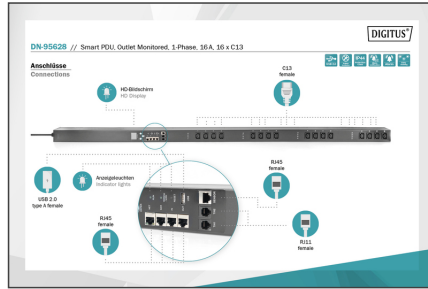 DIGITUS®
DN-95628 // Smart PDU, Outlet Monitored, 1-Phase, 16 A, 16 x C13
Anschlüsse
Connections
C13
female
HD-Bildschirm
HD Display
USB 2.0
type A female
Anzeigeleuchten
Indicator lights
RJ45
female
RJ45
female
RJ11
female